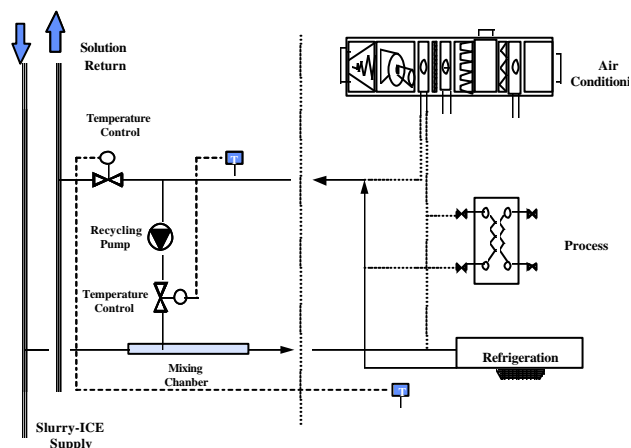 Solution
Return
Air
Conditioni
Temperature
Control
T
Recycling
Pump
Process
Temperature
Control
Mixing
Chanber
Refrigeration
T
Slurry-ICE
Supply